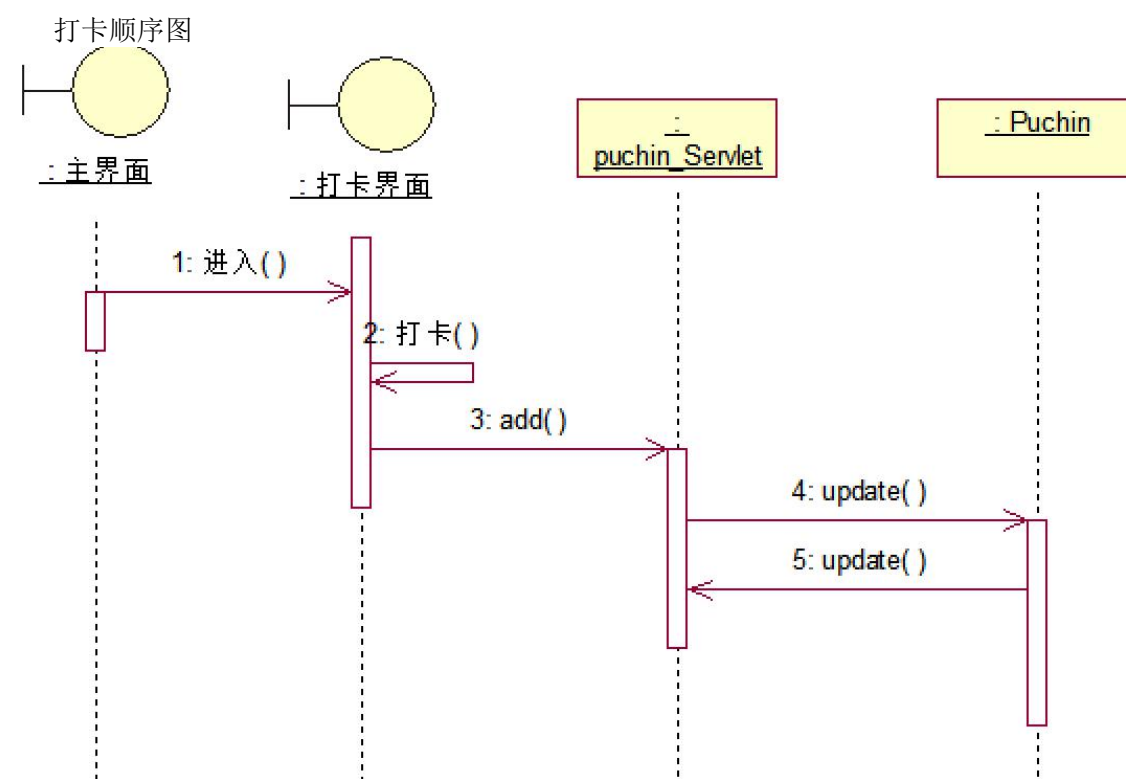 打卡顺序图
: 主界面
: 打卡界面
:
puchin_Servlet
: Puchin
1: 进入( )
2: 打卡( )
3: add( )
4: update( )
5: update( )